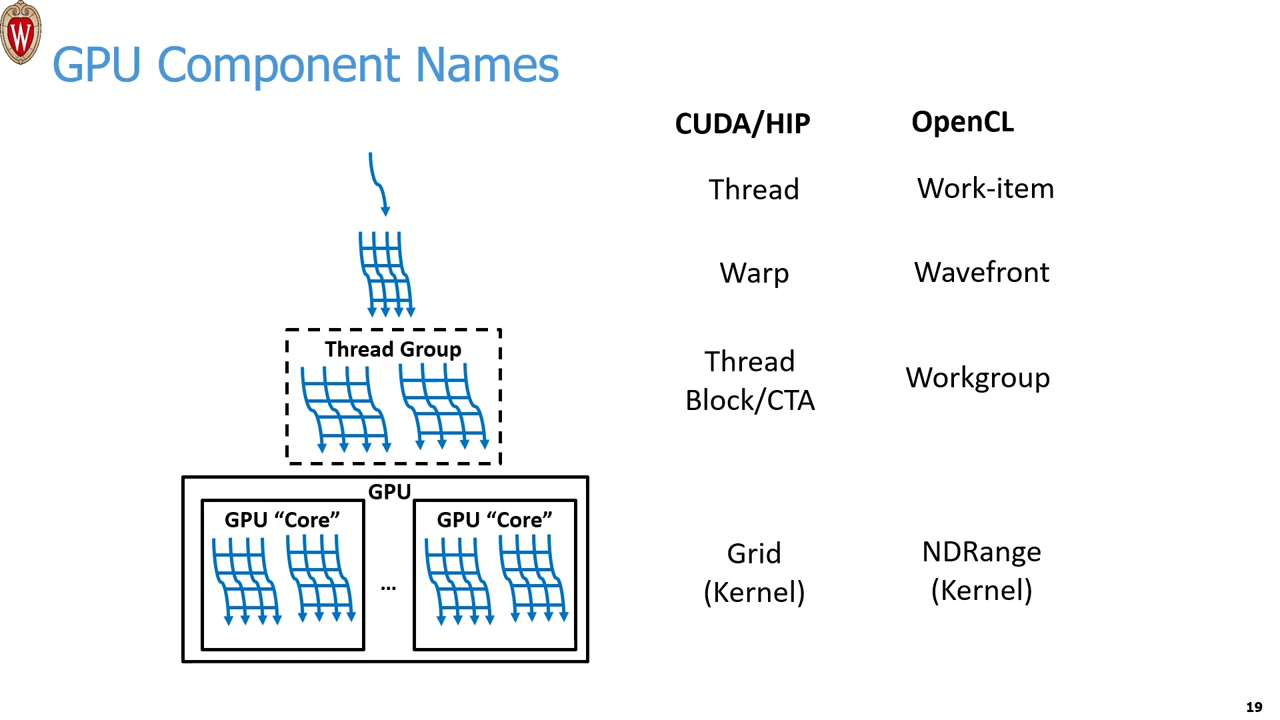 W
GPU Component Names
CUDA/HIP OpenCL
Thread Work-item
Warp Wavefront
Thread Group
Thread
Block/CTA
Workgroup
GPU
GPU “Core” GPU “Core”
...
Grid
(Kernel)
NDRange
(Kernel)
19